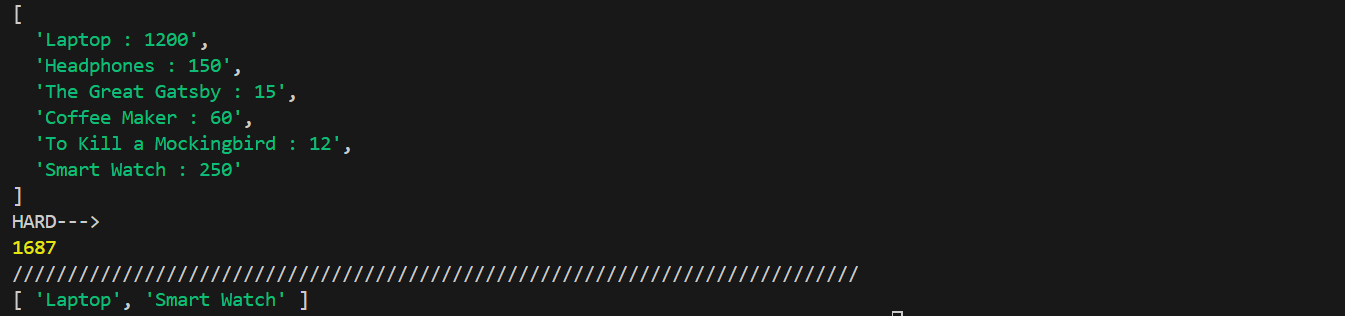 [
  'Laptop : 1200',
  'Headphones : 150',
  'The Great Gatsby : 15',
  'Coffee Maker : 60',
  'To Kill a Mockingbird : 12',
  'Smart Watch : 250'
]
HARD--->
1687
/////////////////////////////////////////////////////////////////////////////
[ 'Laptop', 'Smart Watch' ]